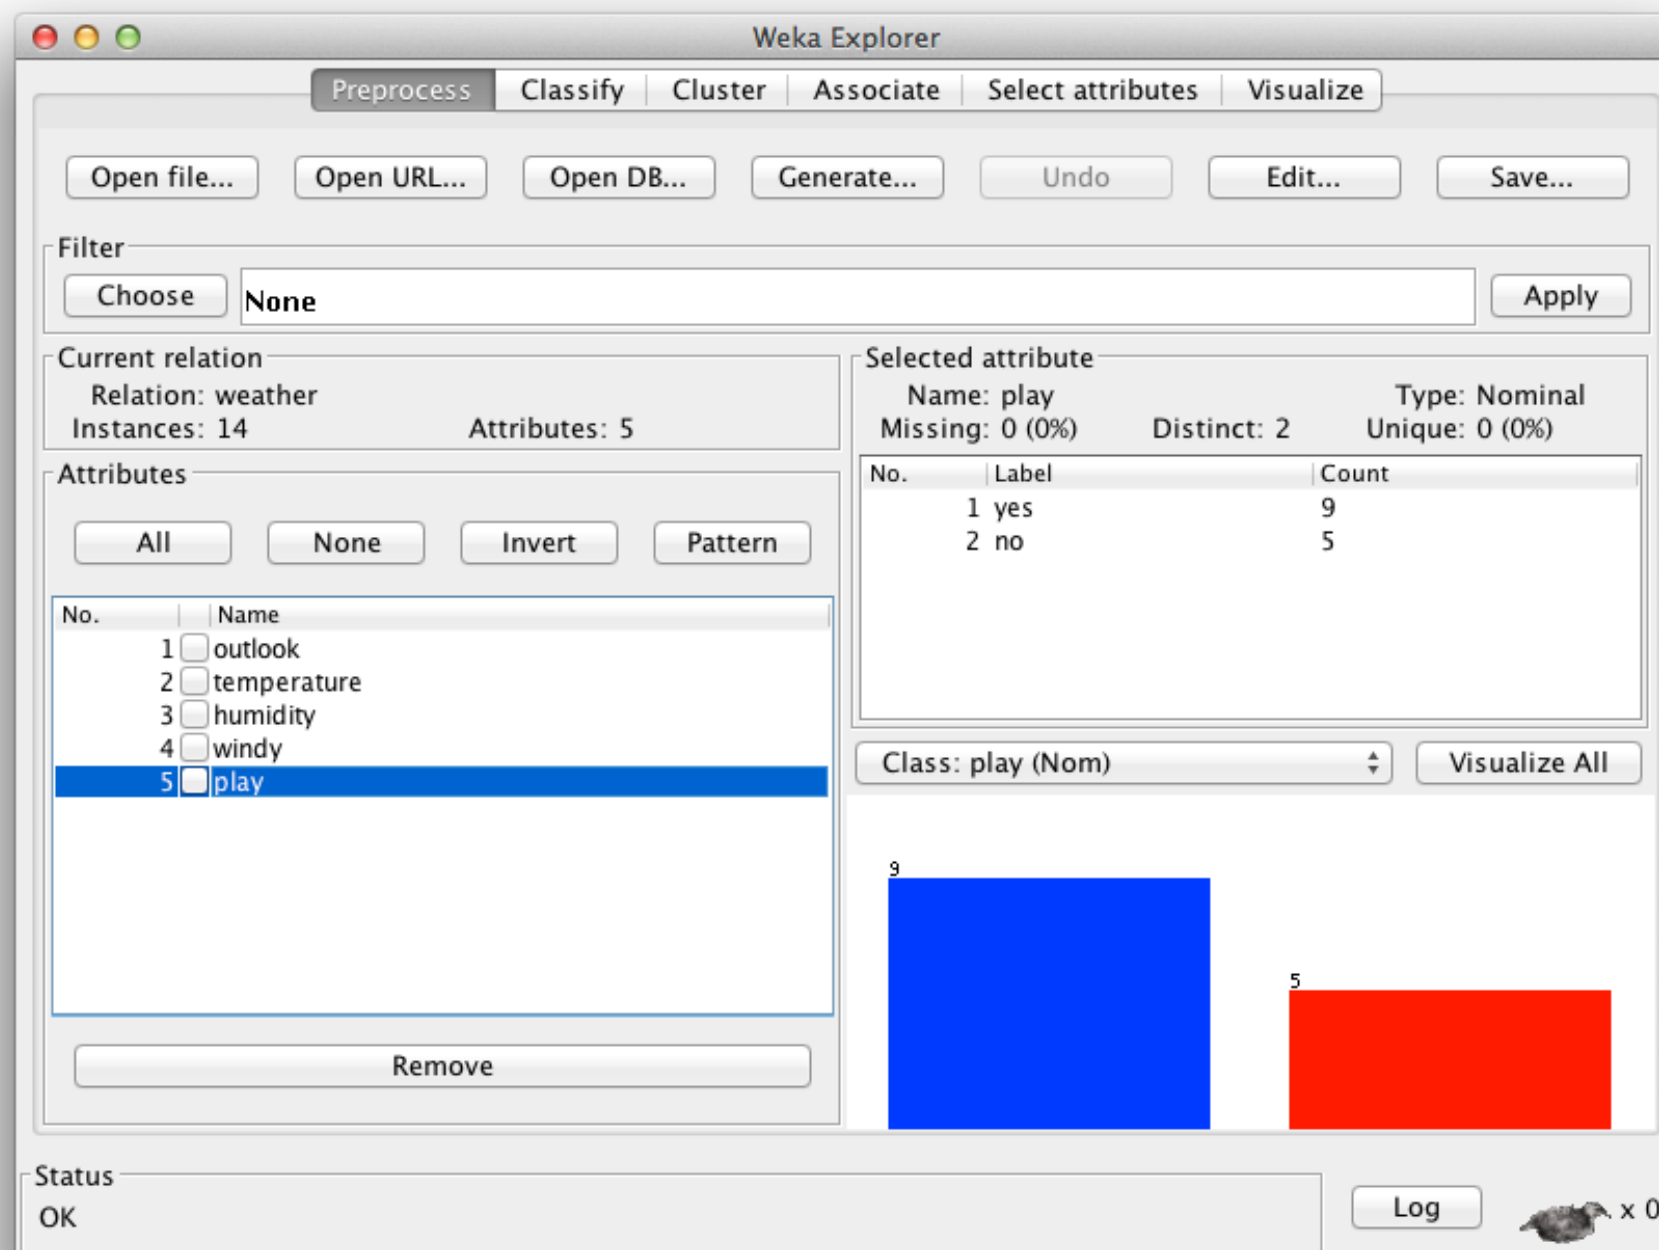 Weka Explorer
Preprocess Classify Cluster Associate Select attributes Visualize
Open file... Open URL... Open DB... Generate... Undo Edit... Save...
Filter
Choose None Apply
Current relation
Relation: weather
Instances: 14 Attributes: 5
Attributes
All None Invert Pattern
No. Name
1 outlook
2 temperature
3 humidity
4 windy
5 play
Remove
Selected attribute
Name: play Type: Nominal
Missing: 0 (0%) Distinct: 2 Unique: 0 (0%)
No. Label Count
1 yes 9
2 no 5
Class: play (Nom) Visualize All
9
5
Status
OK
Log x 0